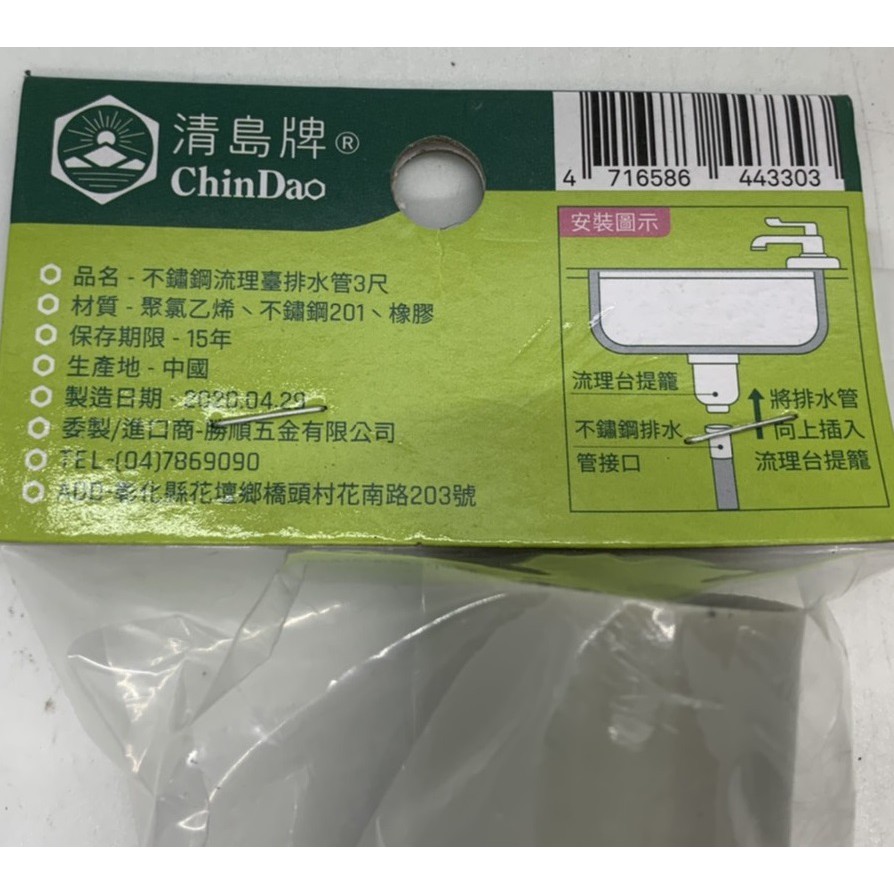 清島牌®
ChinDao
4 716586 443303
品名 - 不鏽鋼流理臺排水管3尺
材質 - 聚氯乙烯、不鏽鋼201、橡膠
保存期限 - 15年
生產地 - 中國
製造日期 - 2020.04.29
委製/進口商-勝順五金有限公司
TEL-(04)7869090
ADD-彰化縣花壇鄉橋頭村花南路203號
安裝圖示
流理台提籠
不鏽鋼排水
管接口
將排水管
向上插入
流理台提籠